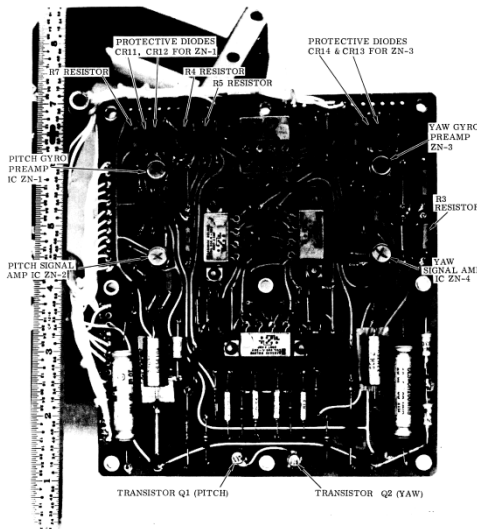 PROTECTIVE DIODES
CR11, CR12 FOR ZN-1
PROTECTIVE DIODES
CR14 & CR13 FOR ZN-3
R7 RESISTOR
R4 RESISTOR
R5 RESISTOR
PITCH GYRO
PREAMP
IC ZN-1
YAW GYRO
PREAMP
ZN-3
R3
RESISTOR
PITCH SIGNAL
AMP IC ZN-2
YAW
SIGNAL AMP
IC ZN-4
TRANSISTOR Q1 (PITCH)
TRANSISTOR Q2 (YAW)